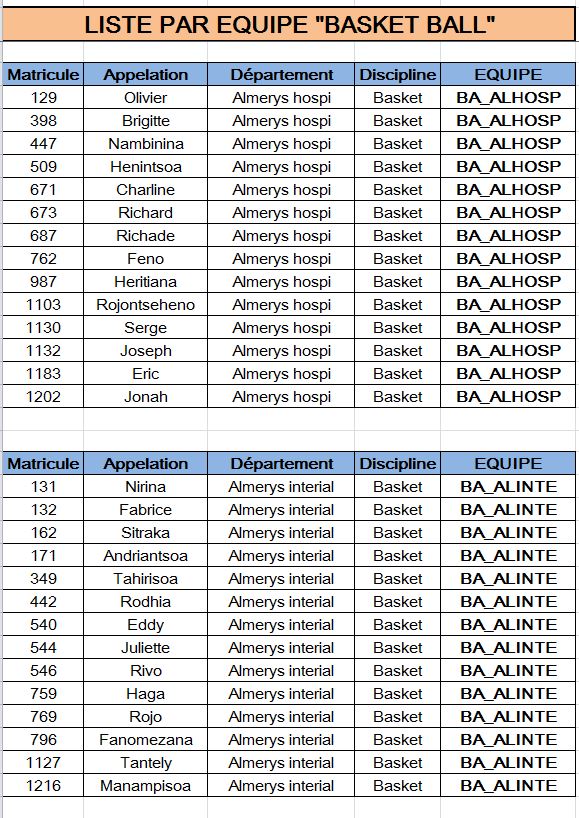 LISTE PAR EQUIPE "BASKET BALL"
Matricule Appelation Département Discipline EQUIPE
129 Olivier Almerys hospi Basket BA_ALHOSP
398 Brigitte Almerys hospi Basket BA_ALHOSP
447 Nambinina Almerys hospi Basket BA_ALHOSP
509 Henintsoa Almerys hospi Basket BA_ALHOSP
671 Charline Almerys hospi Basket BA_ALHOSP
673 Richard Almerys hospi Basket BA_ALHOSP
687 Richade Almerys hospi Basket BA_ALHOSP
762 Feno Almerys hospi Basket BA_ALHOSP
987 Heritiana Almerys hospi Basket BA_ALHOSP
1103 Rojontseheno Almerys hospi Basket BA_ALHOSP
1130 Serge Almerys hospi Basket BA_ALHOSP
1132 Joseph Almerys hospi Basket BA_ALHOSP
1183 Eric Almerys hospi Basket BA_ALHOSP
1202 Jonah Almerys hospi Basket BA_ALHOSP
Matricule Appelation Département Discipline EQUIPE
131 Nirina Almerys interial Basket BA_ALINTE
132 Fabrice Almerys interial Basket BA_ALINTE
162 Sitraka Almerys interial Basket BA_ALINTE
171 Andriantsoa Almerys interial Basket BA_ALINTE
349 Tahirisoa Almerys interial Basket BA_ALINTE
442 Rodhia Almerys interial Basket BA_ALINTE
540 Eddy Almerys interial Basket BA_ALINTE
544 Juliette Almerys interial Basket BA_ALINTE
546 Rivo Almerys interial Basket BA_ALINTE
759 Haga Almerys interial Basket BA_ALINTE
769 Rojo Almerys interial Basket BA_ALINTE
796 Fanomezana Almerys interial Basket BA_ALINTE
1127 Tantely Almerys interial Basket BA_ALINTE
1216 Manampisoa Almerys interial Basket BA_ALINTE